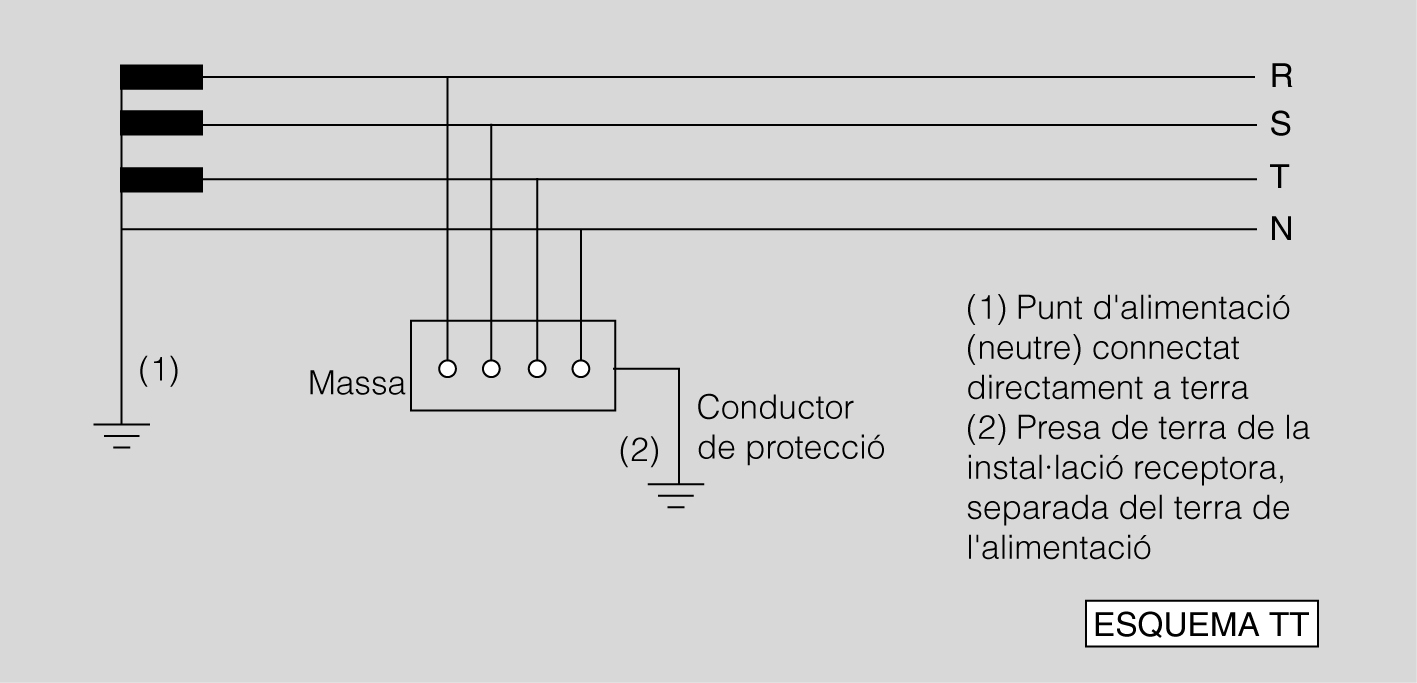 R
S
T
N
(1)
Massa
(2)
Conductor
de protecció
(1) Punt d'alimentació
(neutre) connectat
directament a terra
(2) Presa de terra de la
instal·lació receptora,
separada del terra de
l'alimentació
ESQUEMA TT